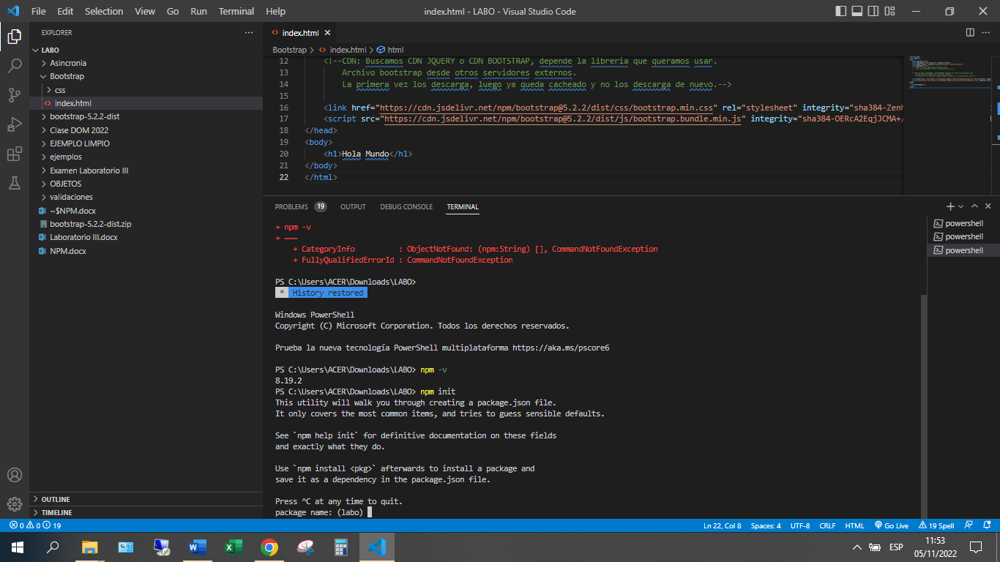 File Edit Selection View Go Run Terminal Help
index.html - LABO - Visual Studio Code
EXPLORER
LABO
Asincronia
Bootstrap
css
index.html
bootstrap-5.2.2-dist
Clase DOM 2022
EJEMPLO LIMPIO
ejemplos
Examen Laboratorio III
OBJETOS
validaciones
~$NPM.docx
bootstrap-5.2.2-dist.zip
Laboratorio III.docx
NPM.docx
OUTLINE
TIMELINE
index.html
Bootstrap > index.html > html
12 <!--CDN: Buscamos CDN JQUERY o CDN BOOTSTRAP, depende la libreria que queramos usar.
13 Archivo bootstrap desde otros servidores externos.
14 La primera vez los descarga, luego ya queda cacheado y no los descarga de nuevo.-->
15
16 <link href="https://cdn.jsdelivr.net/npm/bootstrap@5.2.2/dist/css/bootstrap.min.css" rel="stylesheet" integrity="sha384-Zenh
17 <script src="https://cdn.jsdelivr.net/npm/bootstrap@5.2.2/dist/js/bootstrap.bundle.min.js" integrity="sha384-OERcA2EqjJCMA+/
18 </head>
19 <body>
20 <h1>Hola Mundo</h1>
21 </body>
22 </html>
PROBLEMS 19 OUTPUT DEBUG CONSOLE TERMINAL
+ npm -v
+ ~~~
+ CategoryInfo : ObjectNotFound: (npm:String) [], CommandNotFoundException
+ FullyQualifiedErrorId : CommandNotFoundException
PS C:\Users\ACER\Downloads\LABO>
* History restored
Windows PowerShell
Copyright (C) Microsoft Corporation. Todos los derechos reservados.
Prueba la nueva tecnología PowerShell multiplataforma https://aka.ms/pscore6
PS C:\Users\ACER\Downloads\LABO> npm -v
8.19.2
PS C:\Users\ACER\Downloads\LABO> npm init
This utility will walk you through creating a package.json file.
It only covers the most common items, and tries to guess sensible defaults.
See `npm help init` for definitive documentation on these fields
and exactly what they do.
Use `npm install <pkg>` afterwards to install a package and
save it as a dependency in the package.json file.
Press ^C at any time to quit.
package name: (labo)
powershell
powershell
powershell
0 0 19
Ln 22, Col 8 Spaces: 4 UTF-8 CRLF HTML Go Live 19 Spell
ESP
11:53
05/11/2022